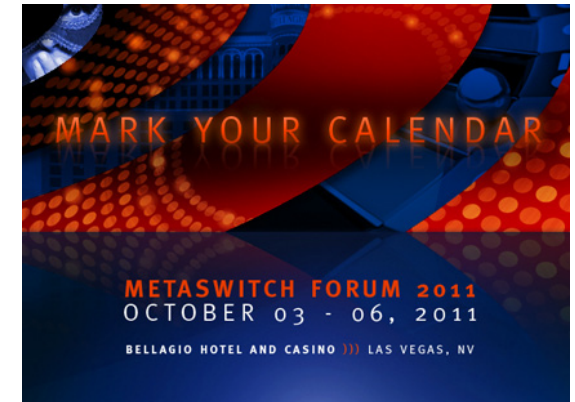 MARK YOUR CALENDAR
METASWITCH FORUM 2011
OCTOBER 03 - 06, 2011
BELLAGIO HOTEL AND CASINO ))) LAS VEGAS, NV